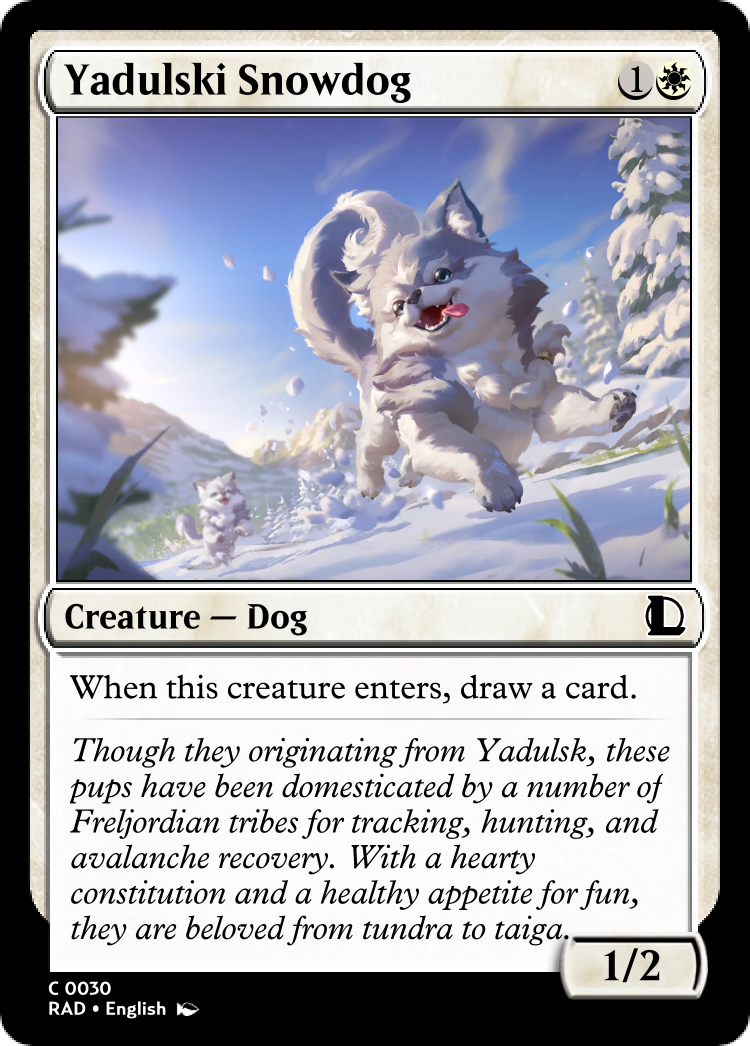 Yadulski Snowdog 1
Creature — Dog
When this creature enters, draw a card.
Though they originating from Yadulsk, these
pups have been domesticated by a number of
Freljordian tribes for tracking, hunting, and
avalanche recovery. With a hearty
constitution and a healthy appetite for fun,
they are beloved from tundra to taiga.
1/2
C 0030
RAD • English